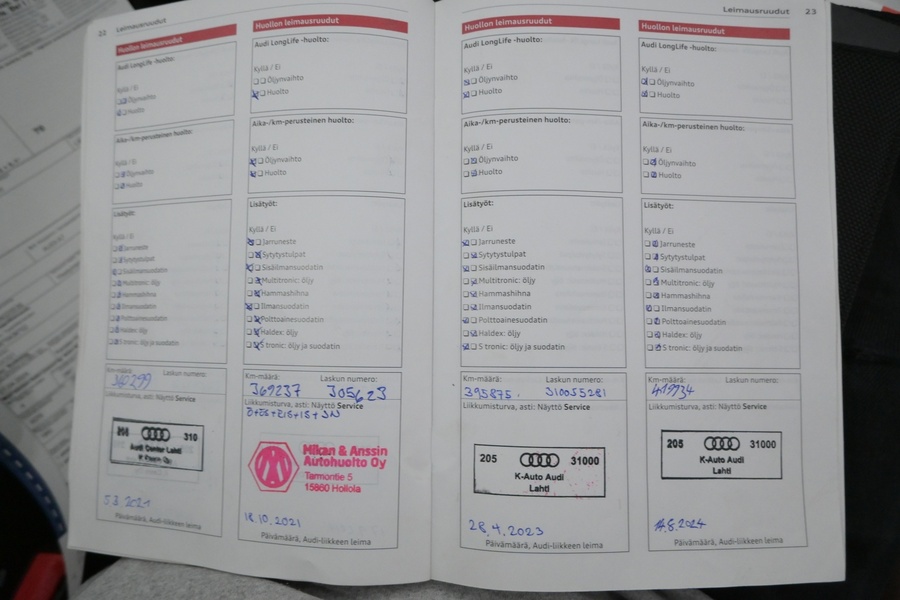 22 Leimausruudut
Huollon leimausruudut
Audi LongLife -huolto:
Kyllä / Ei
Öljynvaihto
Huolto
Aika-/km-perusteinen huolto:
Kyllä / Ei
Öljynvaihto
Huolto
Lisätyöt:
Kyllä / Ei
Jarruneste
Sytytystulpat
Sisäilmansuodatin
Multitronic: öljy
Hammashihna
Ilmansuodatin
Polttoainesuodatin
Haldex: öljy
S tronic: öljy ja suodatin
Km-määrä: Laskun numero:
340299
Liikkumisturva, asti: Näyttö Service
310
Audi Center Lahti
5.3.2021
Päivämäärä, Audi-liikkeen leima
Huollon leimausruudut
Audi LongLife -huolto:
Kyllä / Ei
Öljynvaihto
Huolto
Aika-/km-perusteinen huolto:
Kyllä / Ei
Öljynvaihto
Huolto
Lisätyöt:
Kyllä / Ei
Jarruneste
Sytytystulpat
Sisäilmansuodatin
Multitronic: öljy
Hammashihna
Ilmansuodatin
Polttoainesuodatin
Haldex: öljy
S tronic: öljy ja suodatin
Km-määrä: Laskun numero:
369237 305623
Liikkumisturva, asti: Näyttö Service
Mikan & Anssin
Autohuolto Oy
Tarmontie 5
15860 Hollola
18.10.2021
Päivämäärä, Audi-liikkeen leima
Huollon leimausruudut
Audi LongLife -huolto:
Kyllä / Ei
Öljynvaihto
Huolto
Aika-/km-perusteinen huolto:
Kyllä / Ei
Öljynvaihto
Huolto
Lisätyöt:
Kyllä / Ei
Jarruneste
Sytytystulpat
Sisäilmansuodatin
Multitronic: öljy
Hammashihna
Ilmansuodatin
Polttoainesuodatin
Haldex: öljy
S tronic: öljy ja suodatin
Km-määrä: Laskun numero:
395875. 310055281
Liikkumisturva, asti: Näyttö Service
205 31000
K-Auto Audi
Lahti
28.4.2023
Päivämäärä, Audi-liikkeen leima
Leimausruudut 23
Huollon leimausruudut
Audi LongLife -huolto:
Kyllä / Ei
Öljynvaihto
Huolto
Aika-/km-perusteinen huolto:
Kyllä / Ei
Öljynvaihto
Huolto
Lisätyöt:
Kyllä / Ei
Jarruneste
Sytytystulpat
Sisäilmansuodatin
Multitronic: öljy
Hammashihna
Ilmansuodatin
Polttoainesuodatin
Haldex: öljy
S tronic: öljy ja suodatin
Km-määrä: Laskun numero:
419934
Liikkumisturva, asti: Näyttö Service
205 31000
K-Auto Audi
Lahti
Päivämäärä, Audi-liikkeen leima